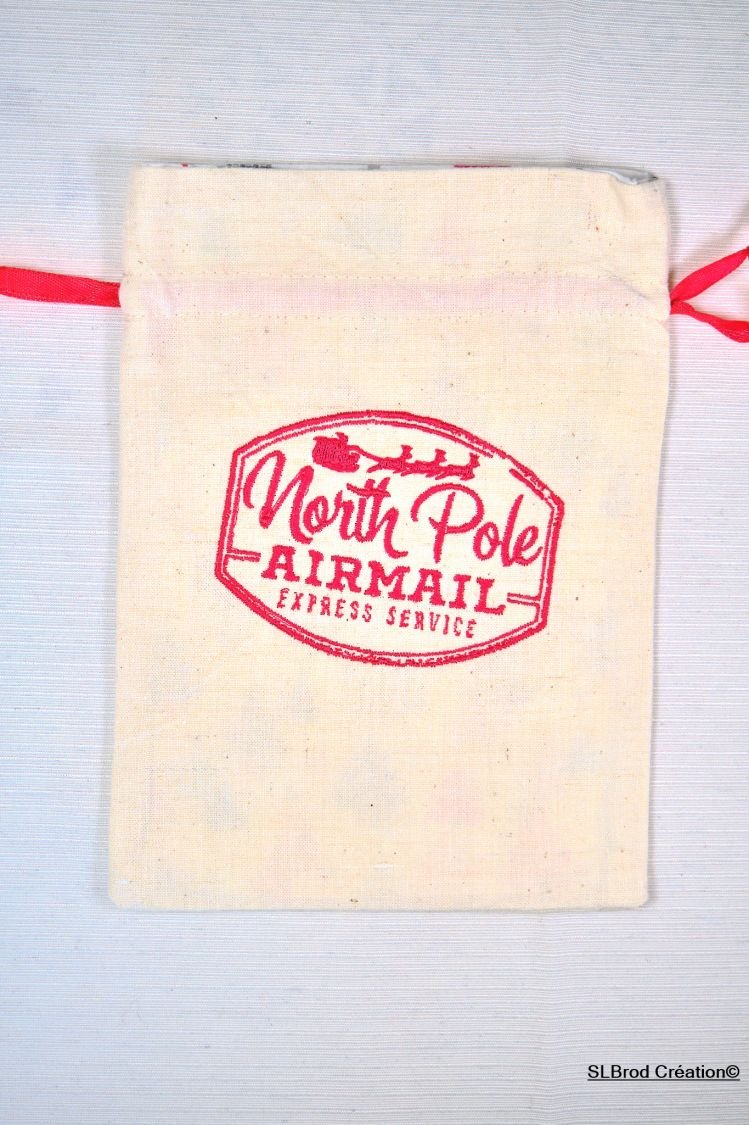 North Pole
AIRMAIL
EXPRESS SERVICE
SLBrod Création©